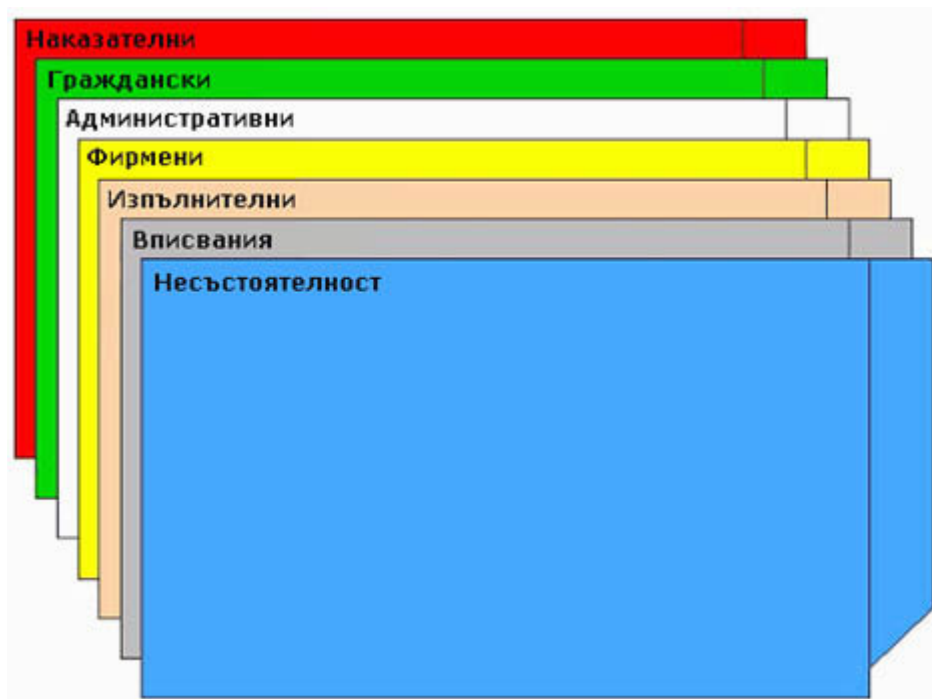 Наказателни
Граждански
Административни
Фирмени
Изпълнителни
Вписвания
Несъстоятелност